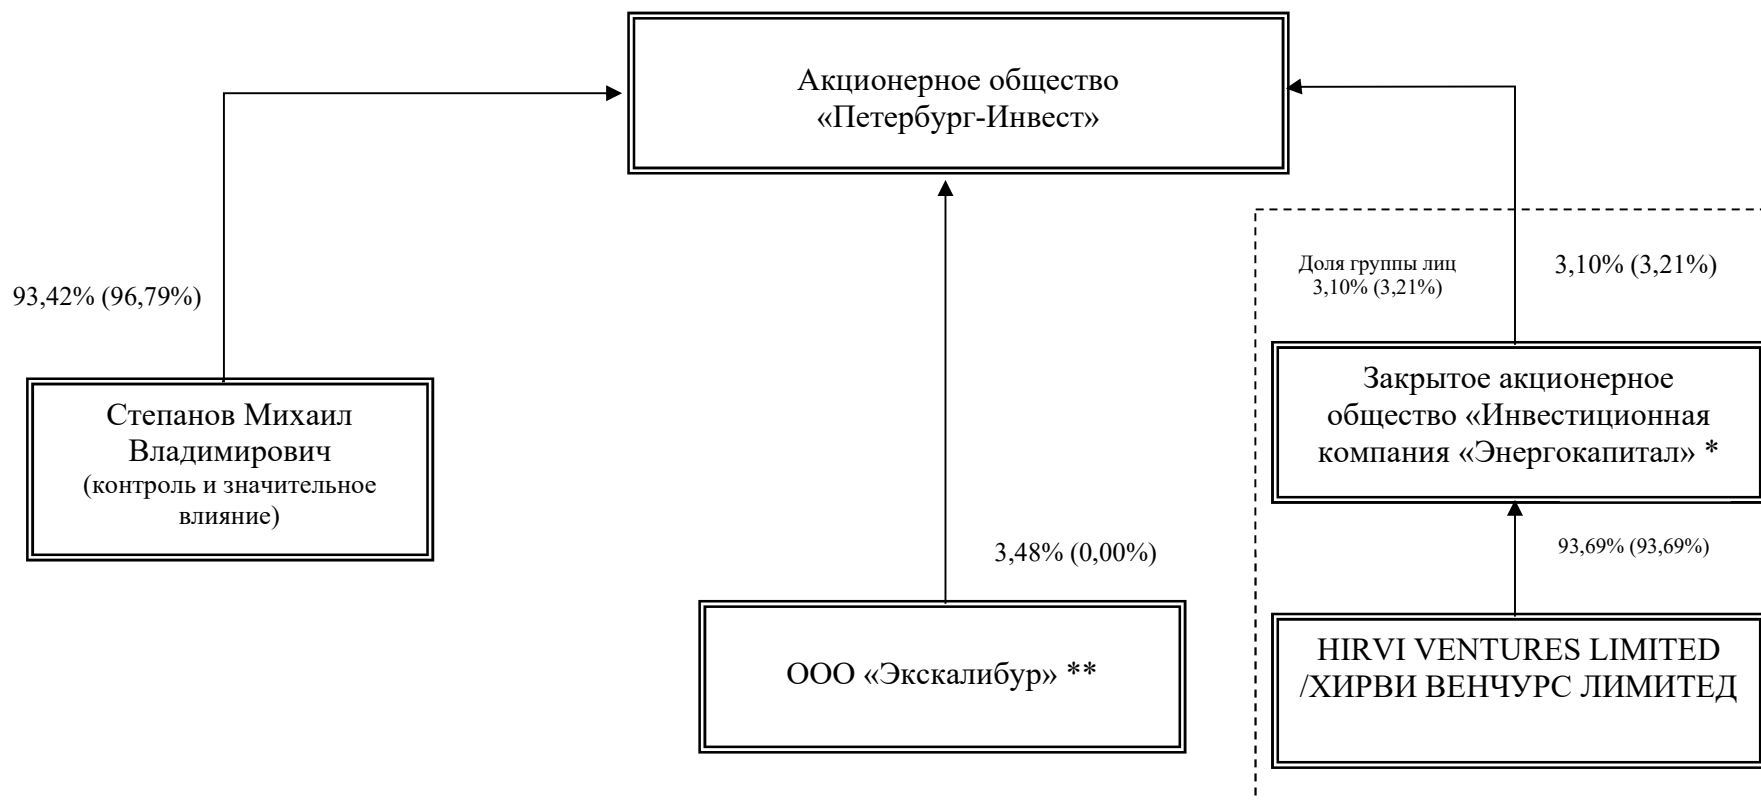 Акционерное общество
«Петербург-Инвест»
Доля группы лиц
3,10% (3,21%)
3,10% (3,21%)
93,42% (96,79%)
Закрытое акционерное
общество «Инвестиционная
компания «Энергокапитал» *
Степанов Михаил
Владимирович
(контроль и значительное
влияние)
3,48% (0,00%)
93,69% (93,69%)
ООО «Экскалибур» **
HIRVI VENTURES LIMITED
/ХИРВИ ВЕНЧУРС ЛИМИТЕД